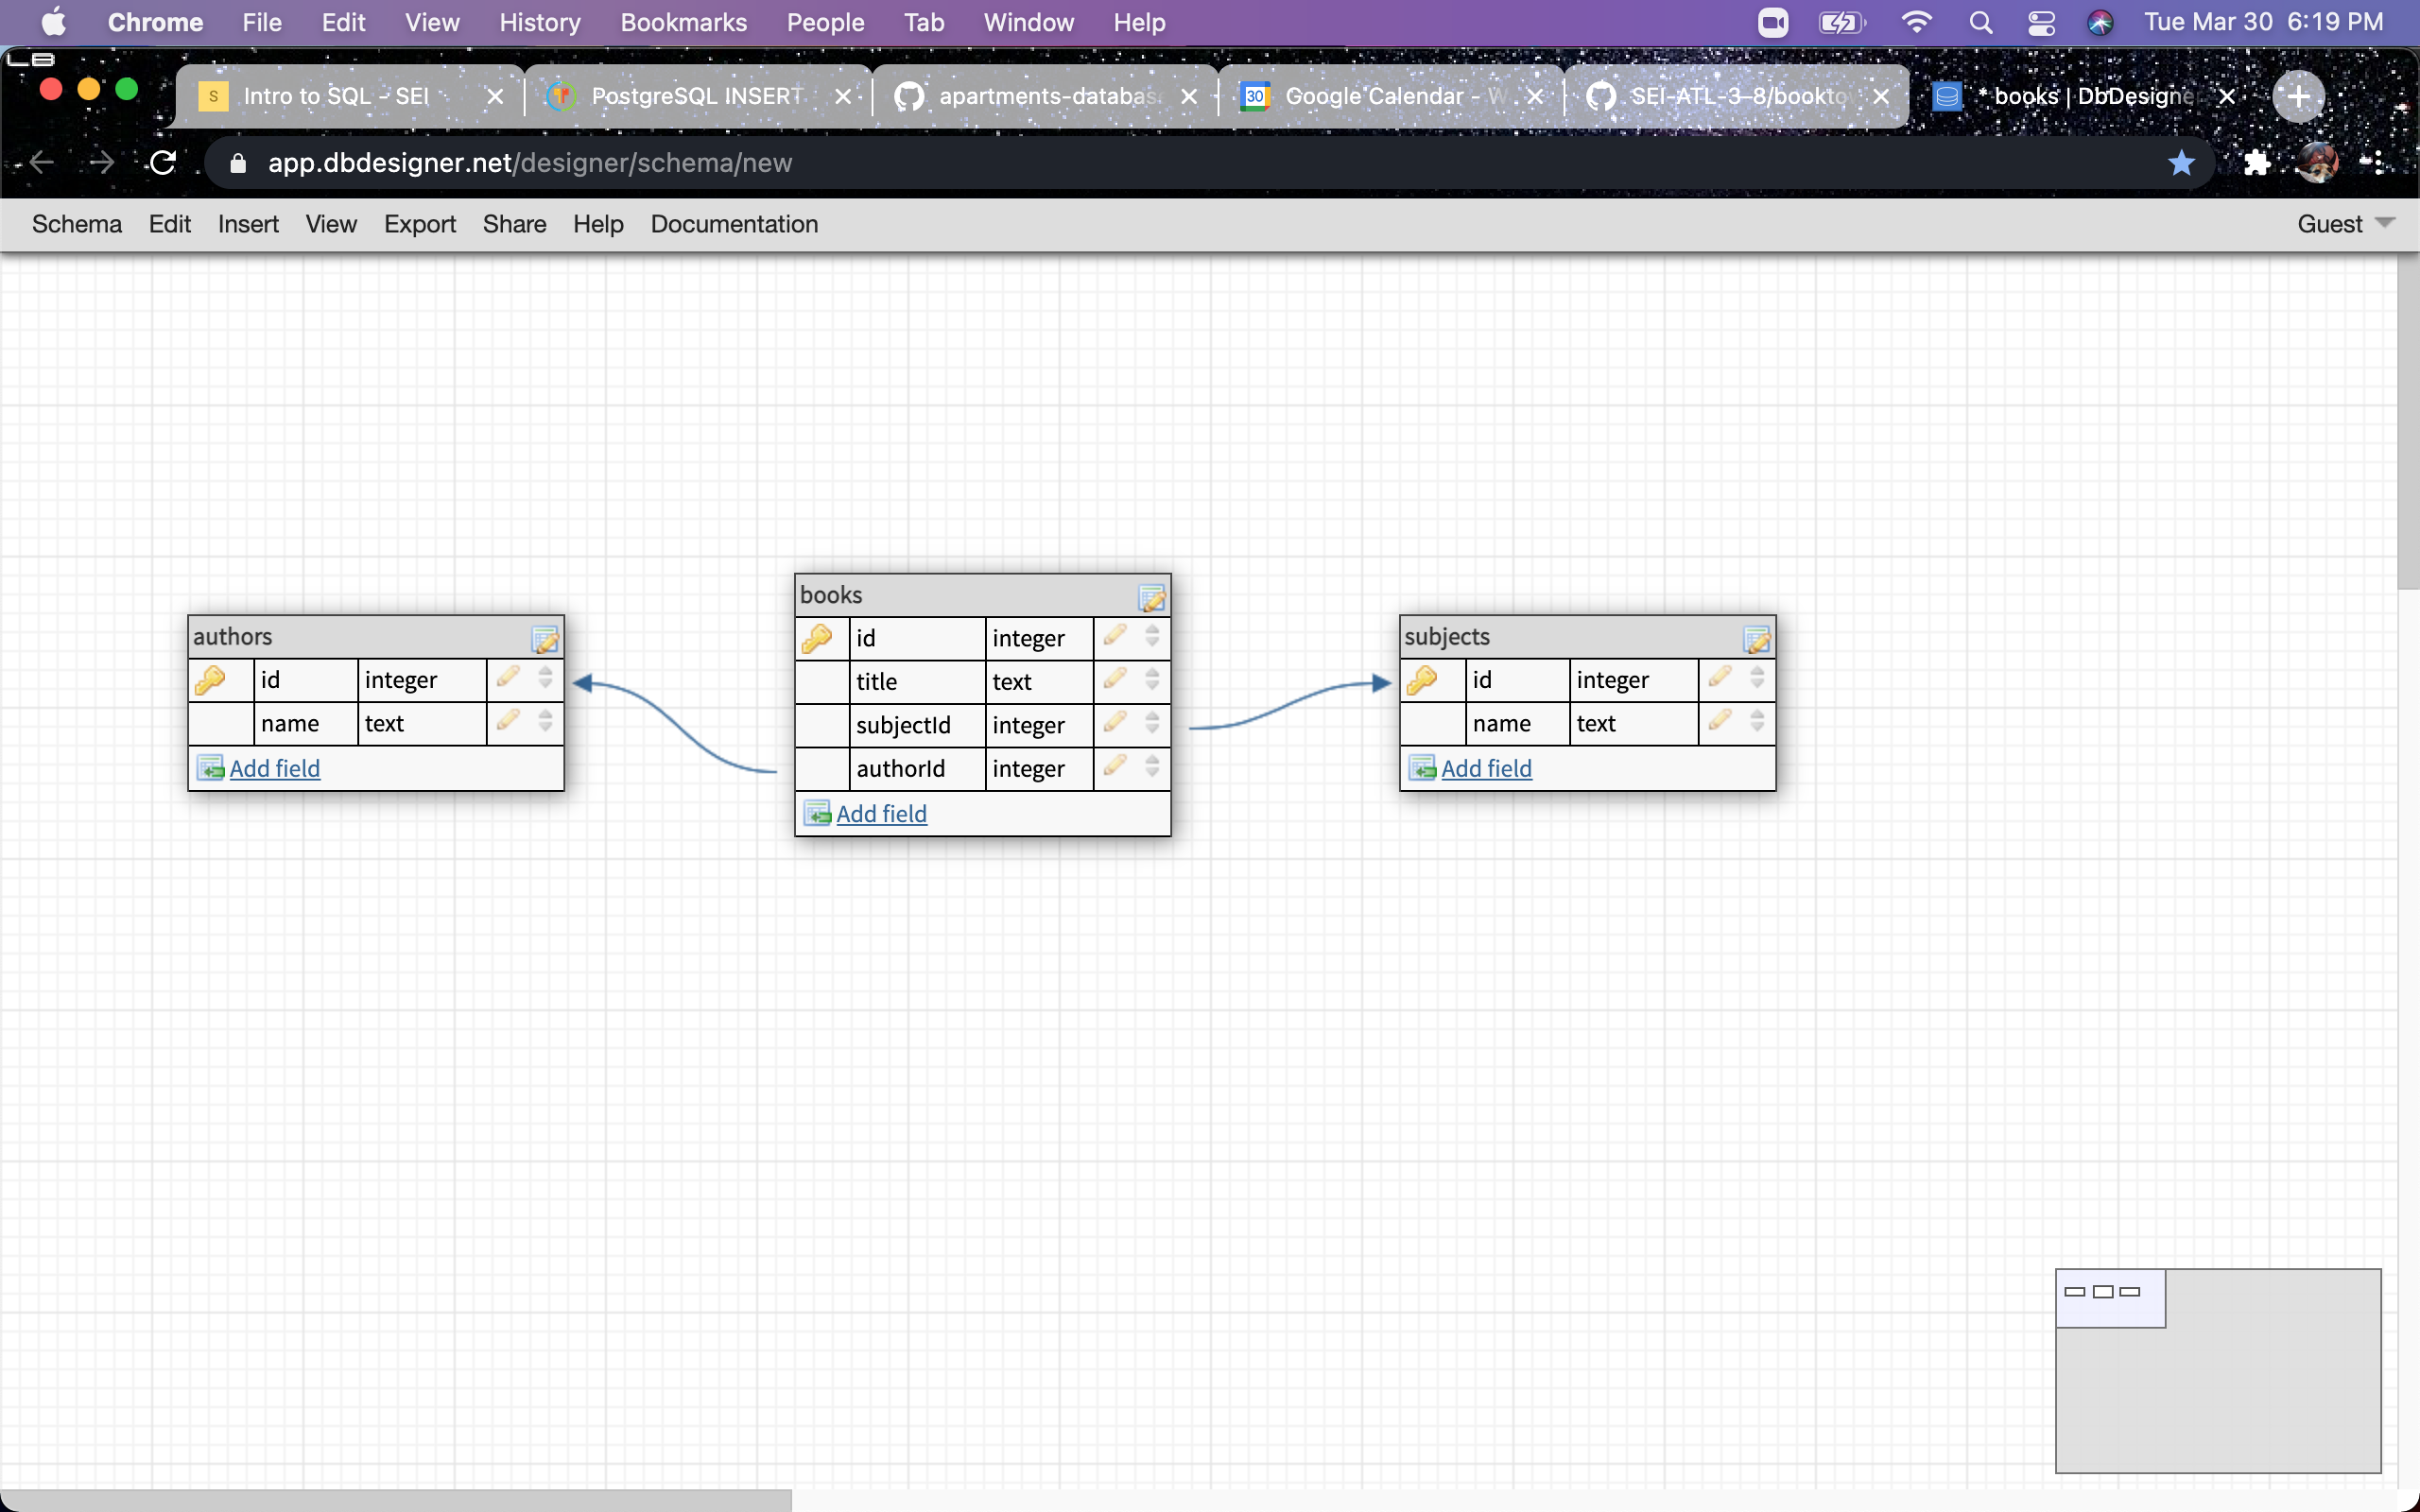 Chrome File Edit View History Bookmarks People Tab Window Help Tue Mar 30 6:19 PM
S Intro to SQL - SEI PostgreSQL INSERT apartments-databas 30 Google Calendar - W SEI-ATL-3-8/bookto * books | DbDesigne
app.dbdesigner.net/designer/schema/new
Schema Edit Insert View Export Share Help Documentation Guest
books
authors
subjects
id integer
title text
subjectId integer
authorId integer
Add field
id integer
name text
Add field
id integer
name text
Add field